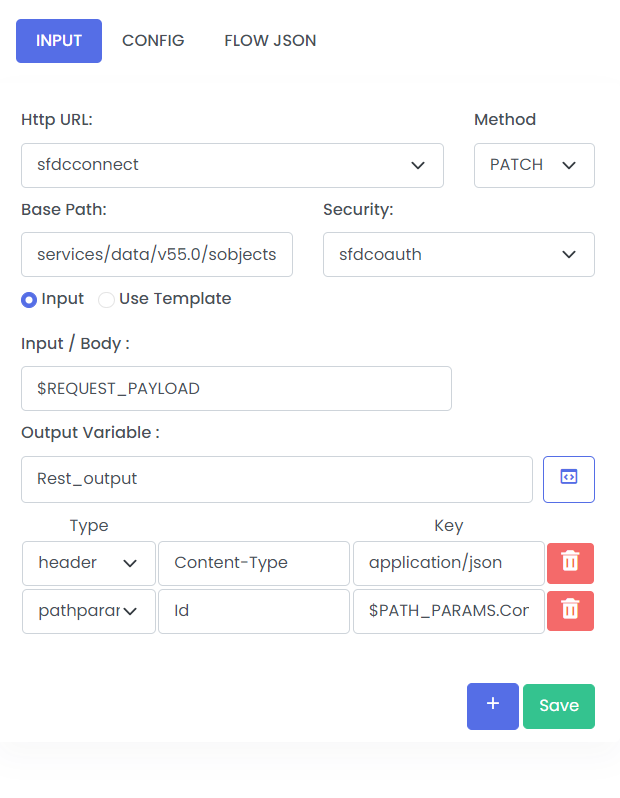 INPUT CONFIG FLOW JSON
Http URL: Method
sfdcconnect PATCH
Base Path: Security:
services/data/v55.0/sobjects sfdcoauth
Input Use Template
Input / Body :
$REQUEST_PAYLOAD
Output Variable :
Rest_output
Type Key
header Content-Type application/json
pathparar Id $PATH_PARAMS.Cor
+ Save